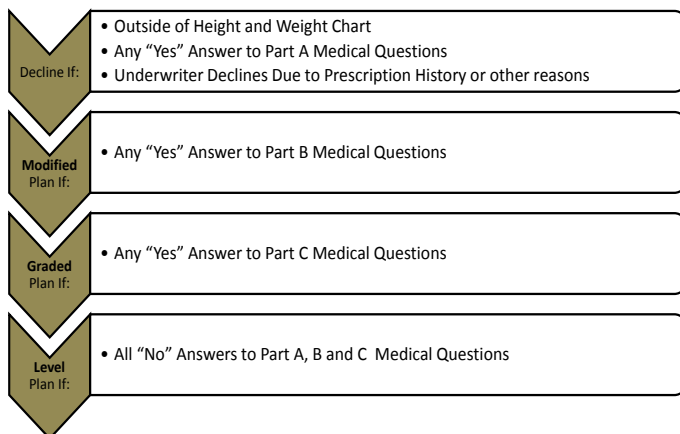 Decline If:
• Outside of Height and Weight Chart
• Any “Yes” Answer to Part A Medical Questions
• Underwriter Declines Due to Prescription History or other reasons
Modified
Plan If:
• Any “Yes” Answer to Part B Medical Questions
Graded
Plan If:
• Any “Yes” Answer to Part C Medical Questions
Level
Plan If:
• All “No” Answers to Part A, B and C  Medical Questions